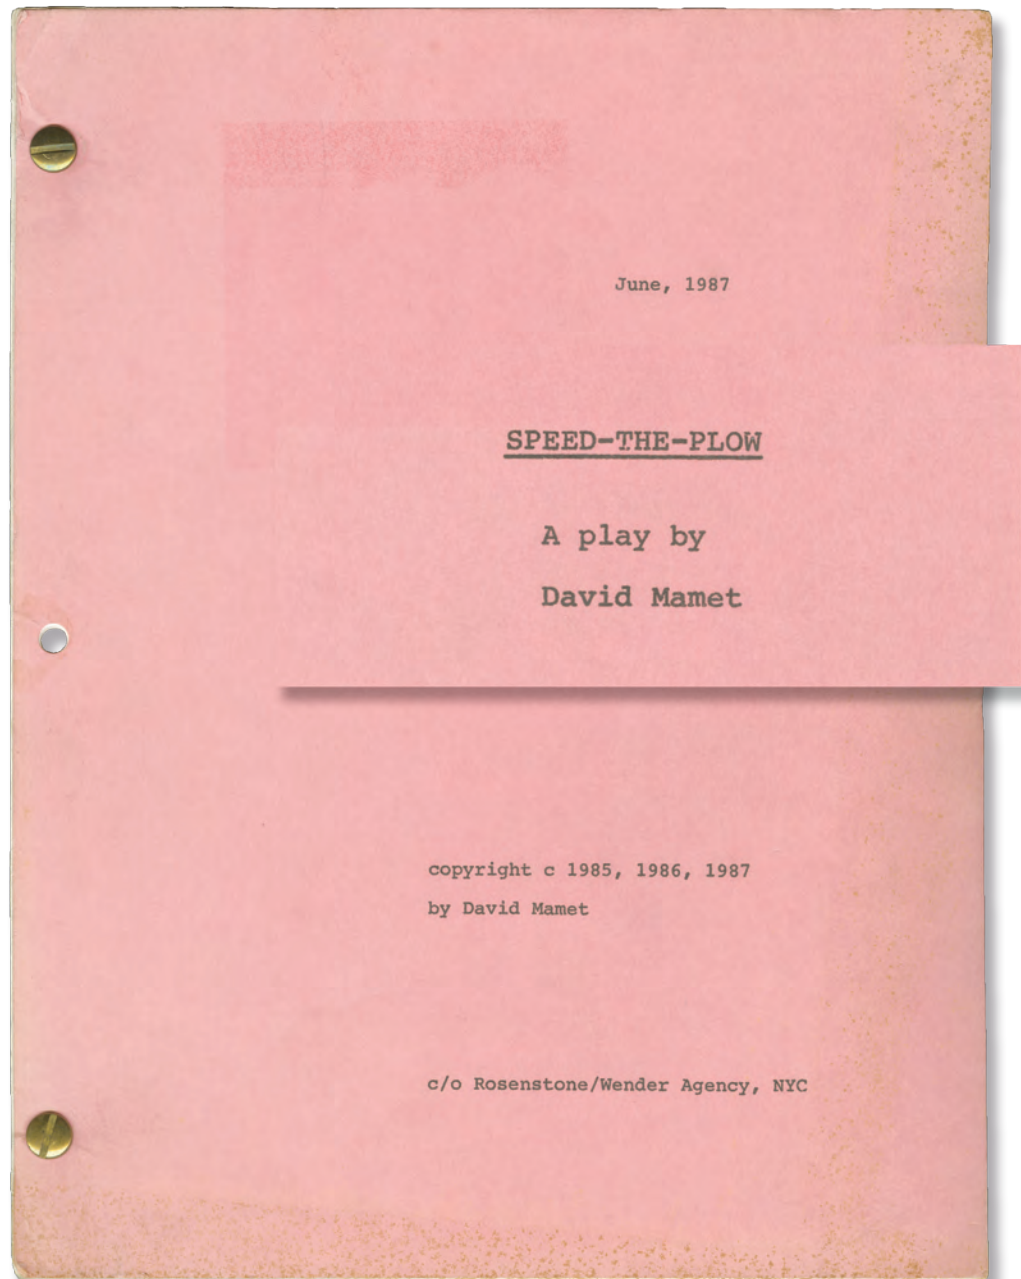 June, 1987
SPEED-THE-PLOW
A play by
David Mamet
copyright c 1985, 1986, 1987
by David Mamet
c/o Rosenstone/Wender Agency, NYC